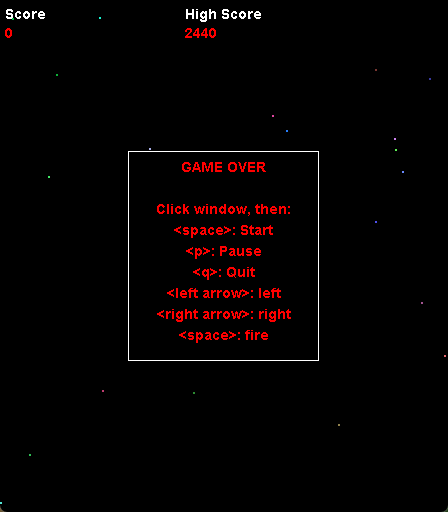 Score High Score
0 2440
GAME OVER
Click window, then:
<space>: Start
<p>: Pause
<q>: Quit
<left arrow>: left
<right arrow>: right
<space>: fire